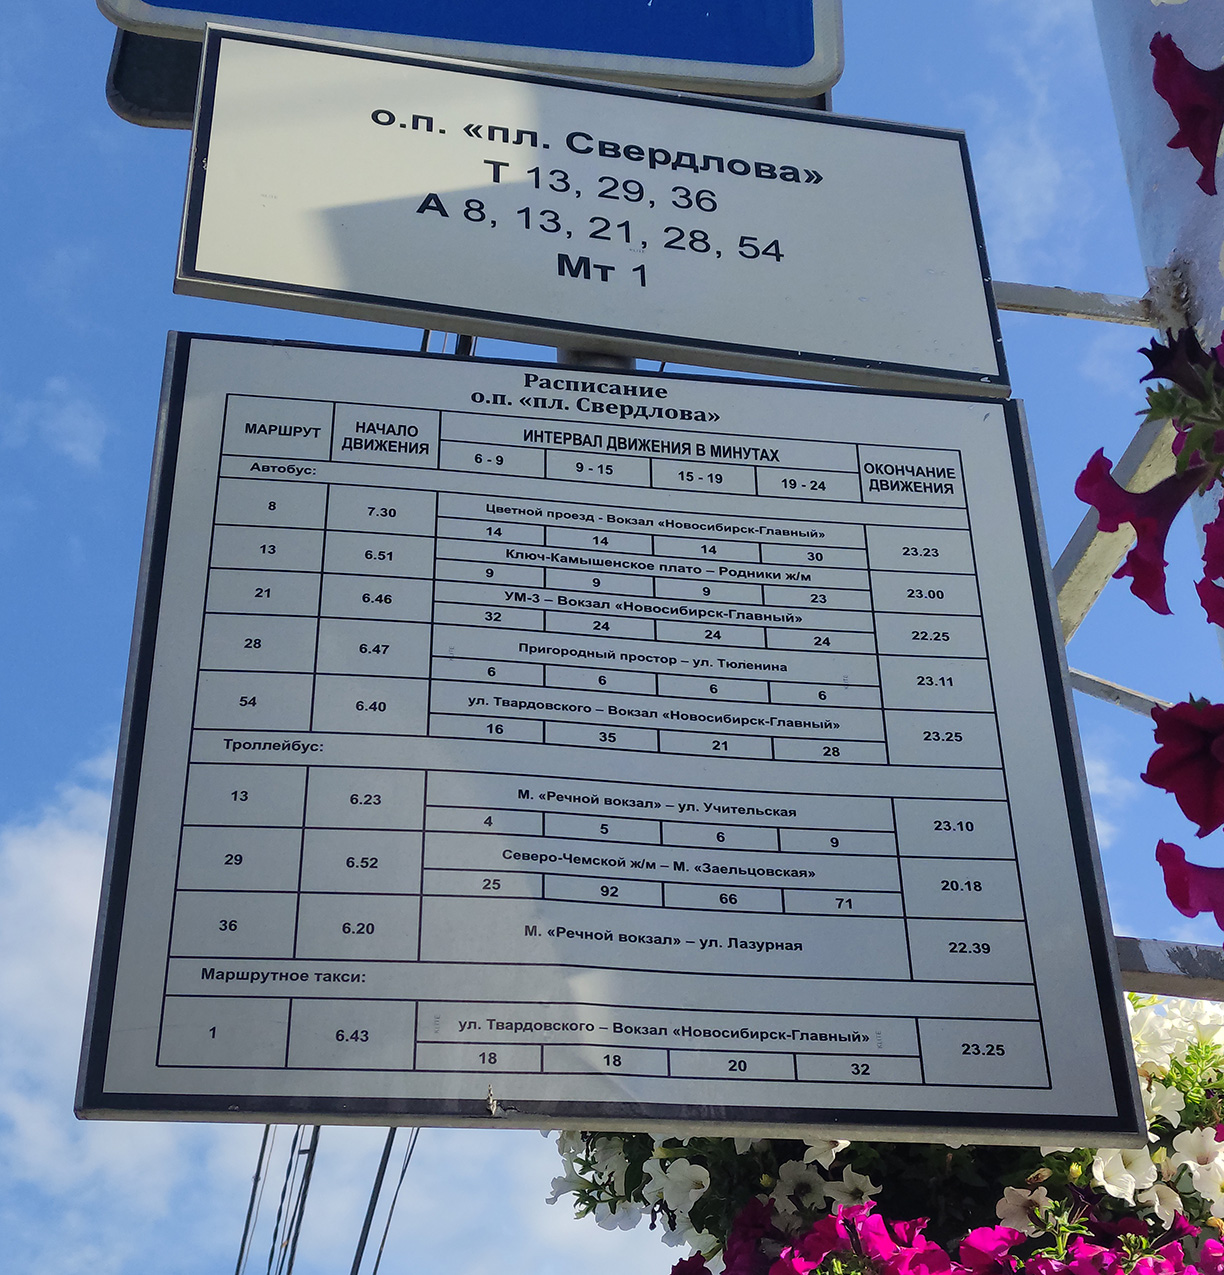 о.п. «пл. Свердлова»
Т 13, 29, 36
А 8, 13, 21, 28, 54
Мт 1
Расписание
о.п. «пл. Свердлова»
МАРШРУТ НАЧАЛО ДВИЖЕНИЯ ИНТЕРВАЛ ДВИЖЕНИЯ В МИНУТАХ ОКОНЧАНИЕ ДВИЖЕНИЯ
6 - 9 9 - 15 15 - 19 19 - 24
Автобус:
8 7.30 Цветной проезд - Вокзал «Новосибирск-Главный» 23.23
14 14 14 30
13 6.51 Ключ-Камышенское плато – Родники ж/м 23.00
9 9 9 23
21 6.46 УМ-3 – Вокзал «Новосибирск-Главный» 22.25
32 24 24 24
28 6.47 Пригородный простор – ул. Тюленина 23.11
6 6 6 6
54 6.40 ул. Твардовского – Вокзал «Новосибирск-Главный» 23.25
16 35 21 28
Троллейбус:
13 6.23 М. «Речной вокзал» – ул. Учительская 23.10
4 5 6 9
29 6.52 Северо-Чемской ж/м – М. «Заельцовская» 20.18
25 92 66 71
36 6.20 М. «Речной вокзал» – ул. Лазурная 22.39
Маршрутное такси:
1 6.43 ул. Твардовского – Вокзал «Новосибирск-Главный» 23.25
18 18 20 32